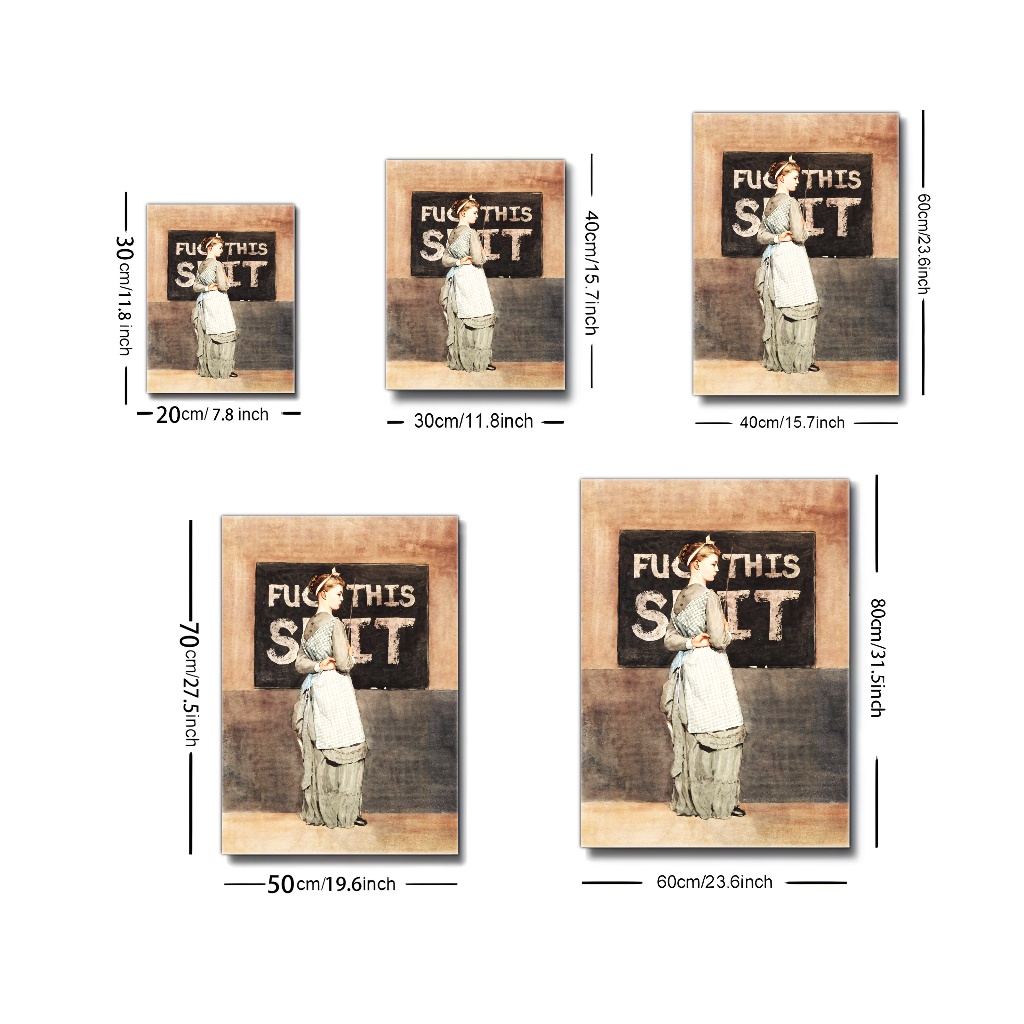 FUC THIS
S IT
30cm/11.8 inch
20cm/ 7.8 inch
FUC THIS
S IT
40cm/15.7inch
30cm/11.8inch
FUC THIS
S IT
60cm/23.6inch
40cm/15.7inch
FUC THIS
S IT
70cm/27.5inch
50cm/19.6inch
FUC THIS
S IT
80cm/31.5inch
60cm/23.6inch